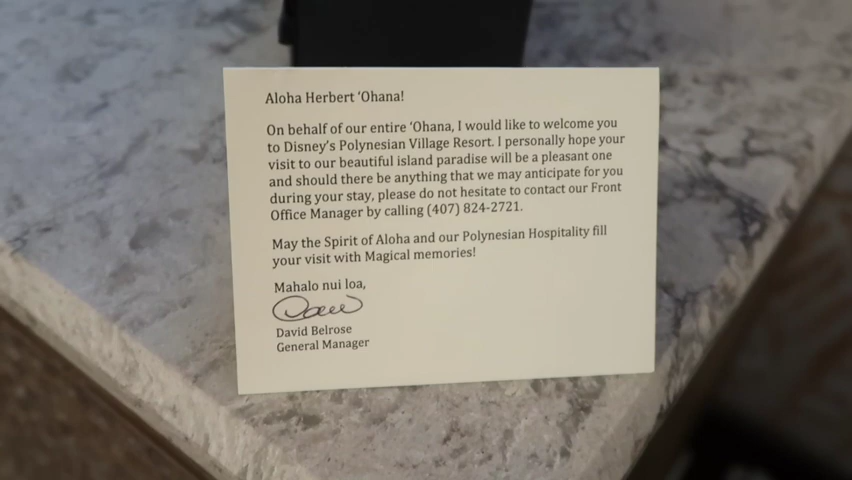 Aloha Herbert ‘Ohana!
On behalf of our entire ‘Ohana, I would like to welcome you
to Disney’s Polynesian Village Resort. I personally hope your
visit to our beautiful island paradise will be a pleasant one
and should there be anything that we may anticipate for you
during your stay, please do not hesitate to contact our Front
Office Manager by calling (407) 824-2721.
May the Spirit of Aloha and our Polynesian Hospitality fill
your visit with Magical memories!
Mahalo nui loa,
David Belrose
General Manager